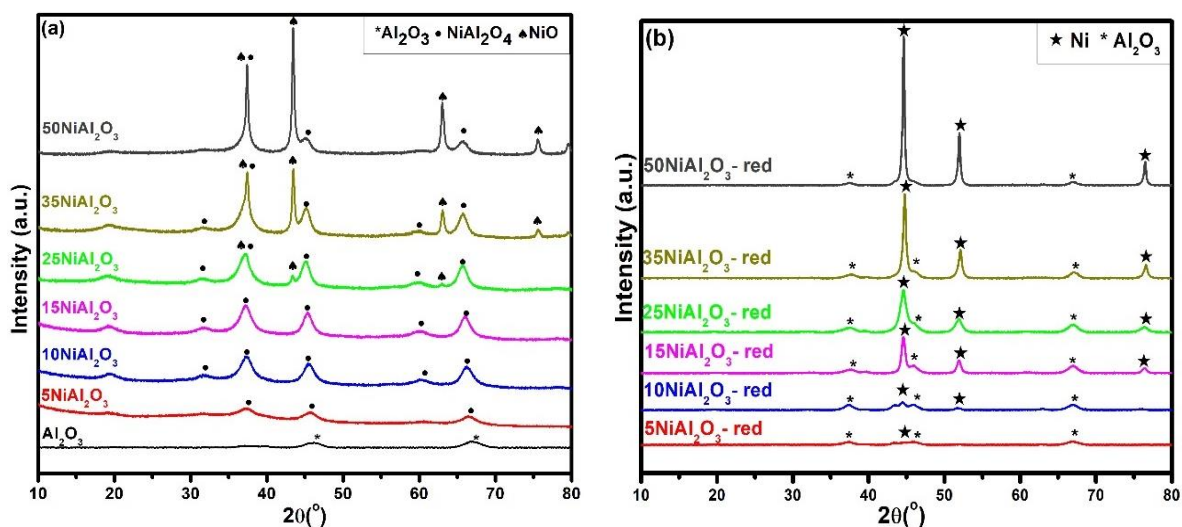 (a)
*Al₂O₃ • NiAl₂O₄ ♠NiO
50NiAl₂O₃
35NiAl₂O₃
25NiAl₂O₃
15NiAl₂O₃
10NiAl₂O₃
5NiAl₂O₃
Al₂O₃
Intensity (a.u.)
10 20 30 40 50 60 70 80
2θ(°)
(b)
★ Ni * Al₂O₃
50NiAl₂O₃- red
35NiAl₂O₃- red
25NiAl₂O₃- red
15NiAl₂O₃- red
10NiAl₂O₃- red
5NiAl₂O₃- red
Intensity (a.u.)
10 20 30 40 50 60 70 80
2θ(°)